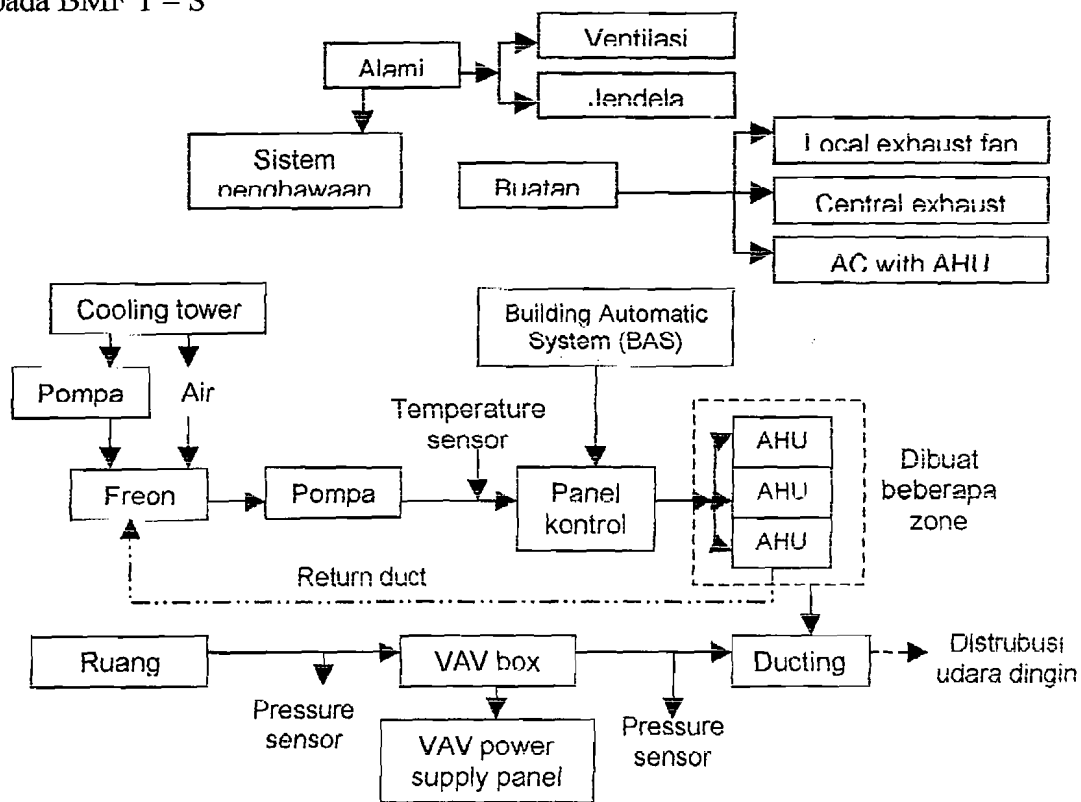 pada BMF T – S
Ventilasi
Alami
Jendela
Sistem
penghawaan
Local exhaust fan
Buatan
Central exhaust
AC with AHU
Cooling tower
Building Automatic
System (BAS)
Pompa
Air
Temperature
sensor
AHU
Freon
Pompa
Panel
kontrol
AHU
AHU
Dibuat
beberapa
zone
Return duct
Ruang
VAV box
Ducting
Distrubusi
udara dingin
Pressure
sensor
VAV power
supply panel
Pressure
sensor